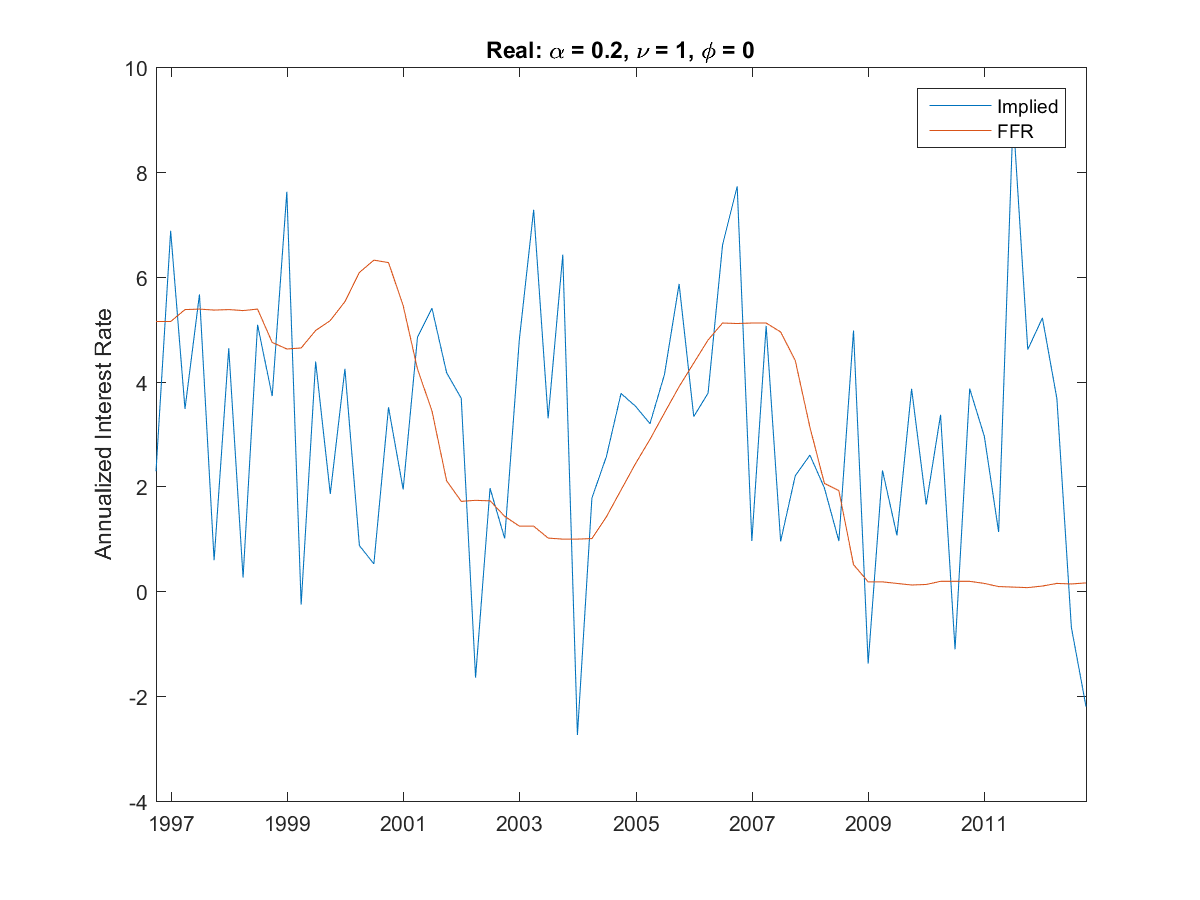 Real: α = 0.2, ν = 1, ϕ = 0
Implied
FFR
Annualized Interest Rate
10
8
6
4
2
0
-2
-4
1997 1999 2001 2003 2005 2007 2009 2011